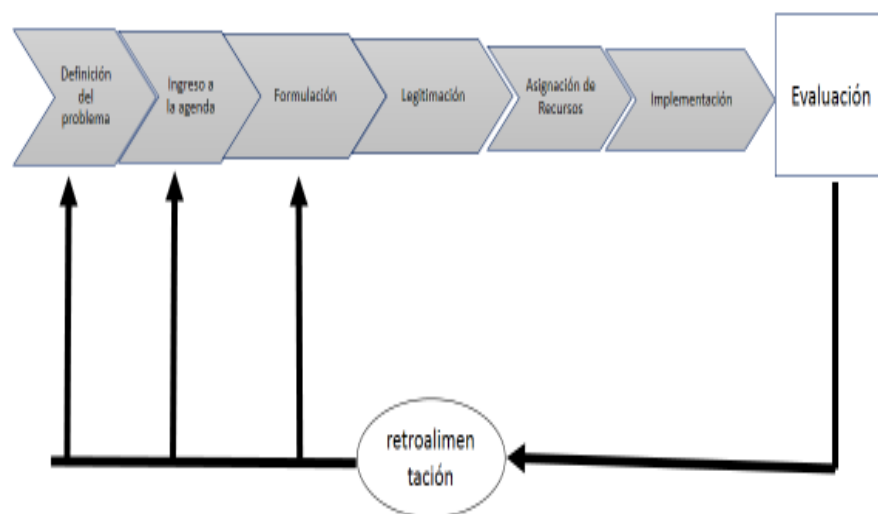 Definición
del
problema
Ingreso a
la agenda
Formulación
Legitimación
Asignación de
Recursos
Implementación
Evaluación
retroalimen
tación